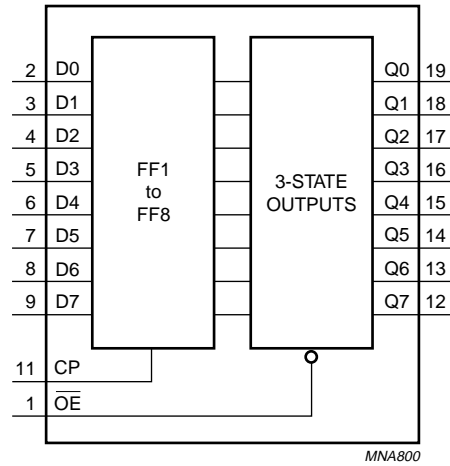 2 D0 Q0 19
3 D1 Q1 18
4 D2 Q2 17
5 D3 Q3 16
6 D4 Q4 15
7 D5 Q5 14
8 D6 Q6 13
9 D7 Q7 12
FF1
to
FF8
3-STATE
OUTPUTS
11 CP
1 O̅E̅
MNA800